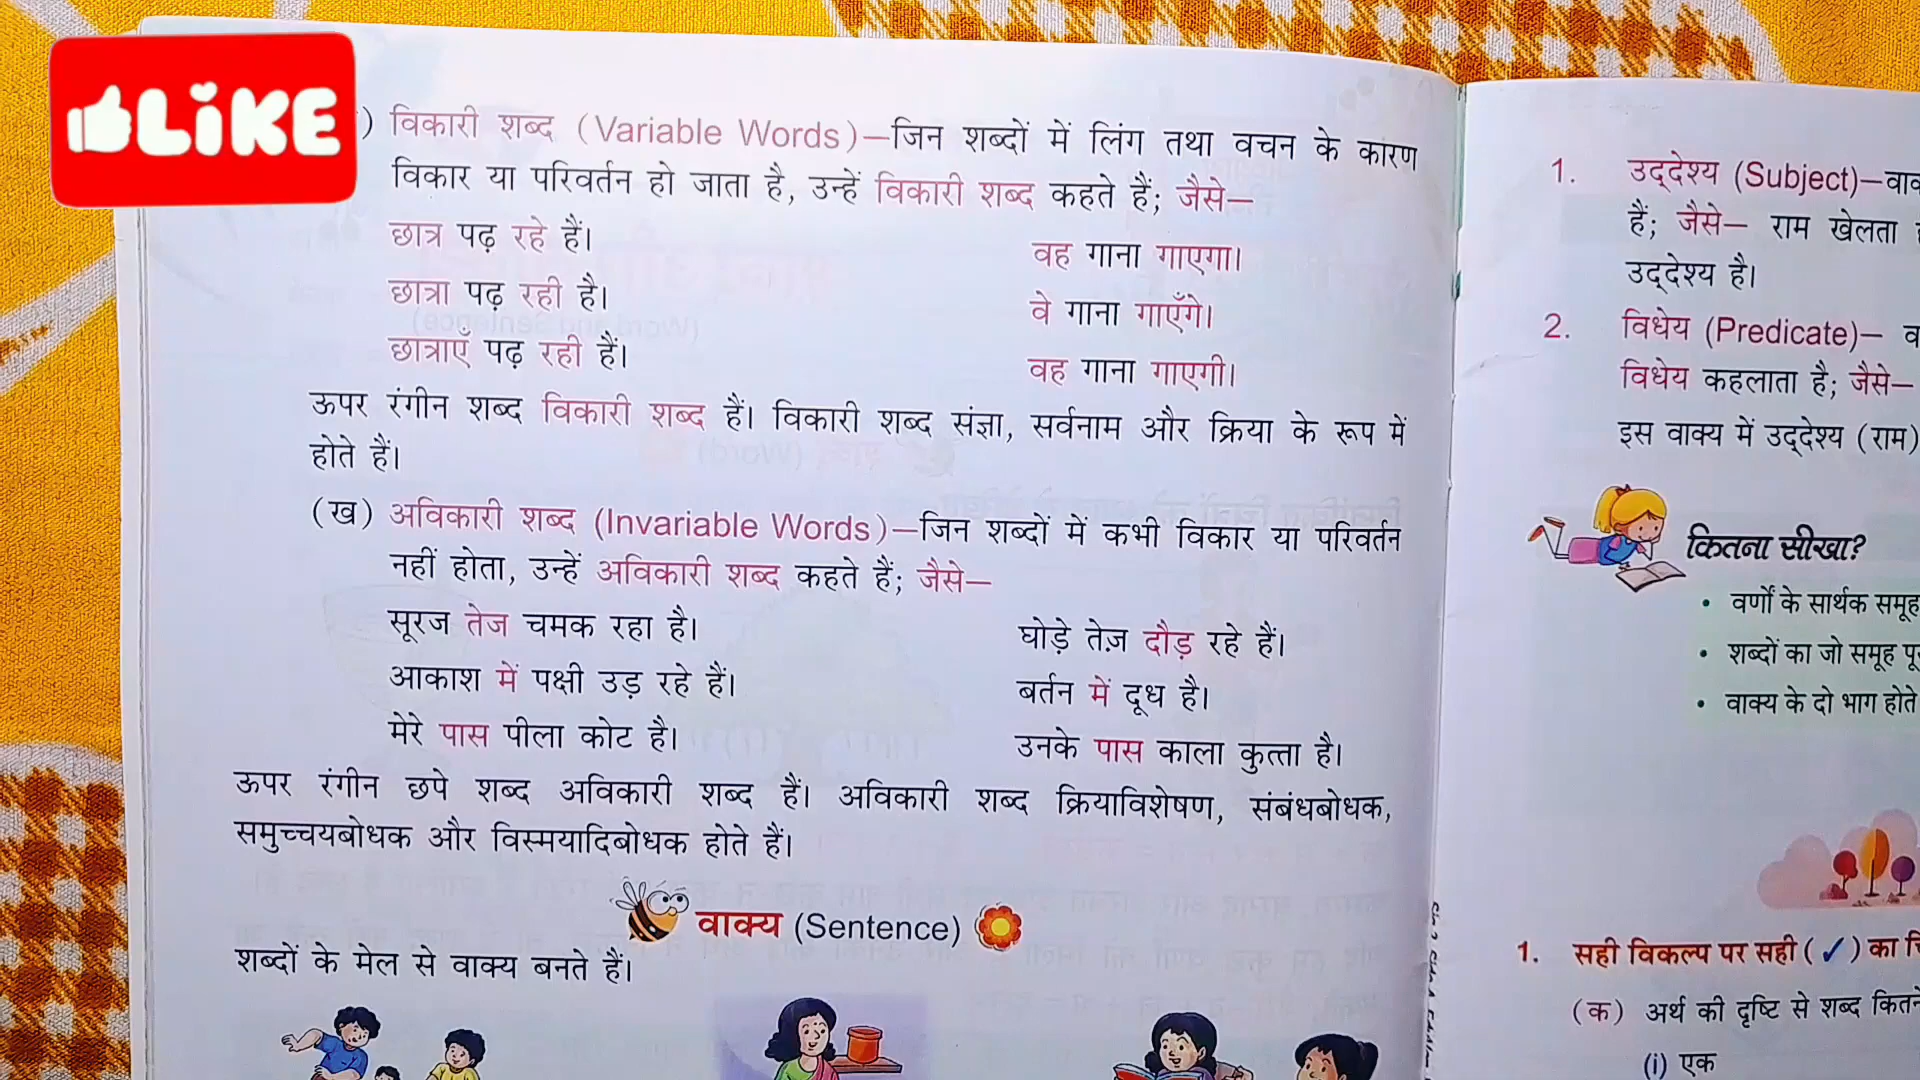 LiKE
) विकारी शब्द (Variable Words)—जिन शब्दों में लिंग तथा वचन के कारण
विकार या परिवर्तन हो जाता है, उन्हें विकारी शब्द कहते हैं; जैसे—
छात्र पढ़ रहे हैं।
वह गाना गाएगा।
छात्रा पढ़ रही है।
वे गाना गाएँगे।
छात्राएँ पढ़ रही हैं।
वह गाना गाएगी।
ऊपर रंगीन शब्द विकारी शब्द हैं। विकारी शब्द संज्ञा, सर्वनाम और क्रिया के रूप में
होते हैं।
(ख) अविकारी शब्द (Invariable Words)—जिन शब्दों में कभी विकार या परिवर्तन
नहीं होता, उन्हें अविकारी शब्द कहते हैं; जैसे—
सूरज तेज चमक रहा है।
घोड़े तेज़ दौड़ रहे हैं।
आकाश में पक्षी उड़ रहे हैं।
बर्तन में दूध है।
मेरे पास पीला कोट है।
उनके पास काला कुत्ता है।
ऊपर रंगीन छपे शब्द अविकारी शब्द हैं। अविकारी शब्द क्रियाविशेषण, संबंधबोधक,
समुच्चयबोधक और विस्मयादिबोधक होते हैं।
वाक्य (Sentence)
शब्दों के मेल से वाक्य बनते हैं।
1. उद्देश्य (Subject)—
हैं; जैसे— राम खेलता
उद्देश्य है।
2. विधेय (Predicate)—
विधेय कहलाता है; जैसे—
इस वाक्य में उद्देश्य (राम)
कितना सीखा?
• वर्णों के सार्थक समूह
• शब्दों का जो समूह
• वाक्य के दो भाग होते
1. सही विकल्प पर सही (✓) का
(क) अर्थ की दृष्टि से शब्द
(i) एक